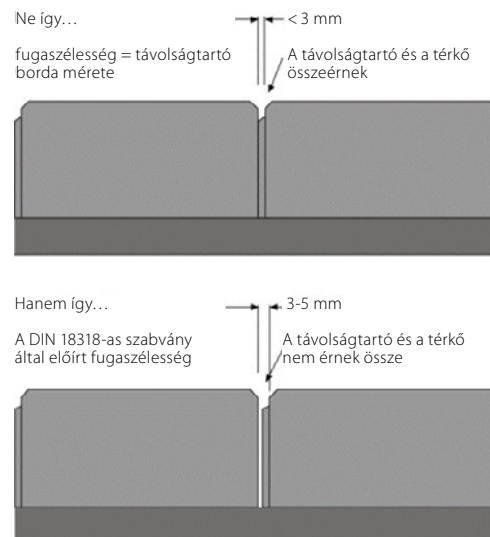 Ne így…
< 3 mm
fugaszélesség = távolságtartó
borda mérete
A távolságtartó és a térkő
összeérnek
Hanem így…
3-5 mm
A DIN 18318-as szabvány
által előírt fugaszélesség
A távolságtartó és a térkő
nem érnek össze